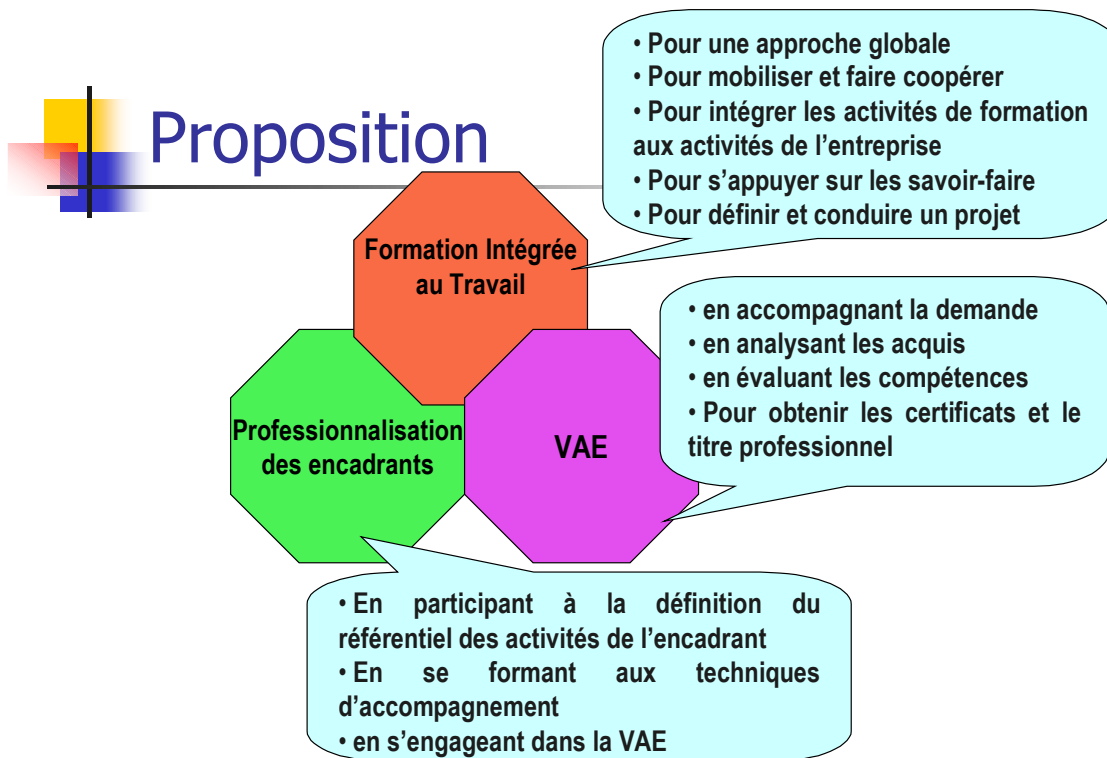 Proposition
• Pour une approche globale
• Pour mobiliser et faire coopérer
• Pour intégrer les activités de formation
aux activités de l’entreprise
• Pour s’appuyer sur les savoir-faire
• Pour définir et conduire un projet
Formation Intégrée
au Travail
• en accompagnant la demande
• en analysant les acquis
• en évaluant les compétences
• Pour obtenir les certificats et le
titre professionnel
Professionnalisation
des encadrants
VAE
• En participant à la définition du
référentiel des activités de l’encadrant
• En se formant aux techniques
d’accompagnement
• en s’engageant dans la VAE